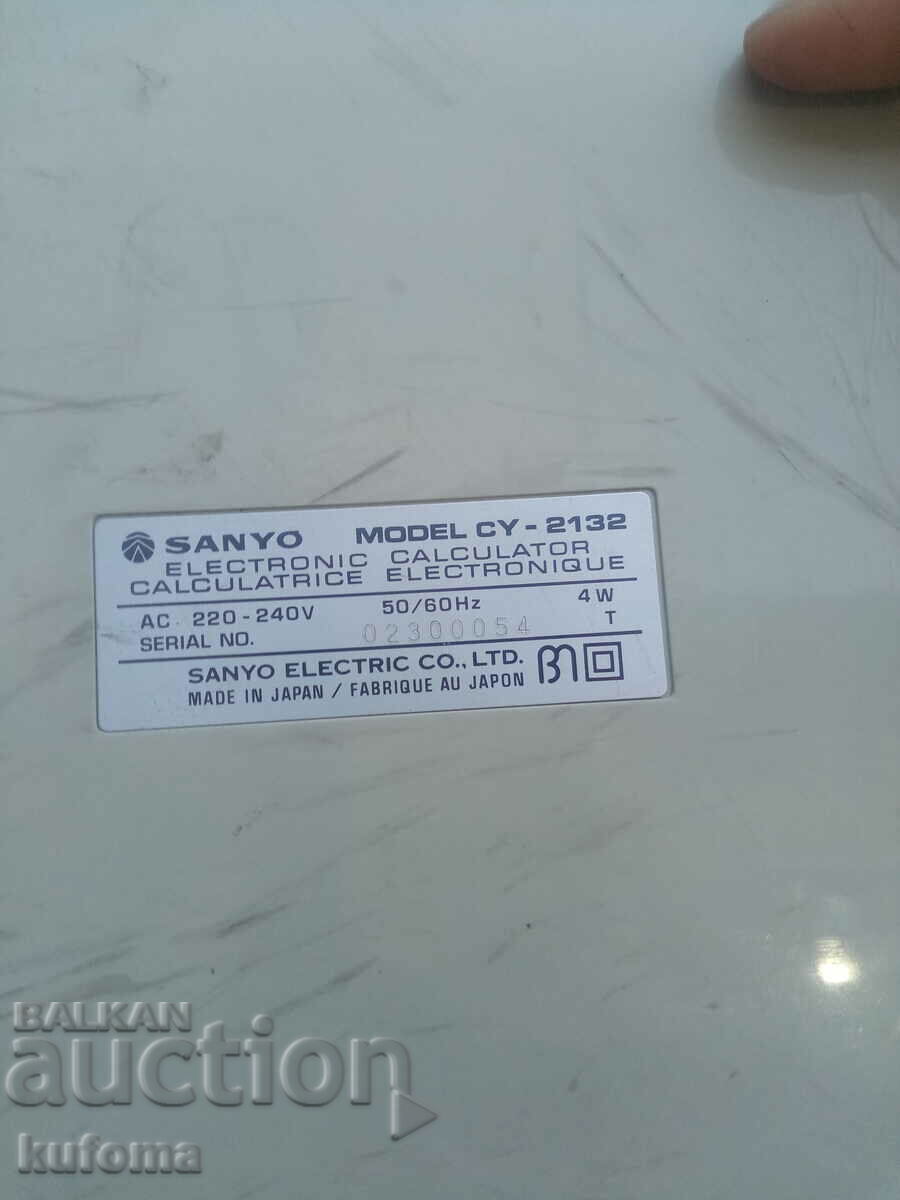 SANYO MODEL CY-2132
ELECTRONIC CALCULATOR
CALCULATRICE ELECTRONIQUE
AC 220-240V 50/60Hz 4W
SERIAL NO. 02300054 T
SANYO ELECTRIC CO., LTD.
MADE IN JAPAN / FABRIQUE AU JAPON
BALKAN
auction
kufoma